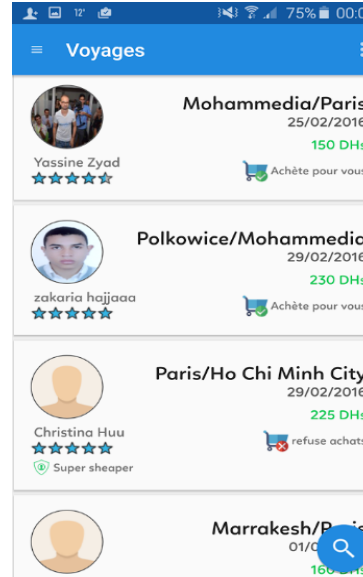 12°
75%
Voyages
Mohammedia/Paris
25/02/2016
150 DHs
Yassine Zyad
Achète pour vous
Polkowice/Mohammedia
29/02/2016
230 DHs
zakaria hajjaaa
Achète pour vous
Paris/Ho Chi Minh City
29/02/2016
225 DHs
Christina Huu
refuse achats
Super sheaper
Marrakesh/
01/0
160